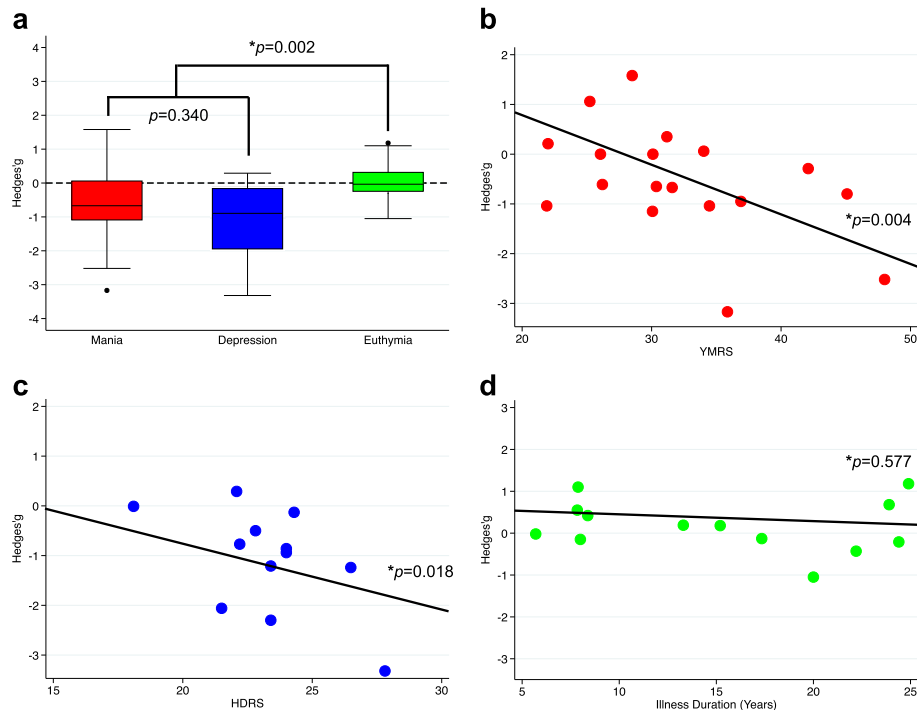 a
*p=0.002
p=0.340
4
3
2
1
0
-1
-2
-3
-4
Hedges'g
Mania Depression Euthymia
b
2
1
0
-1
-2
-3
Hedges'g
*p=0.004
20 30 40 50
YMRS
c
2
1
0
-1
-2
-3
Hedges'g
*p=0.018
15 20 25 30
HDRS
d
3
2
1
0
-1
-2
-3
Hedges'g
*p=0.577
5 10 15 20 25
Illness Duration (Years)